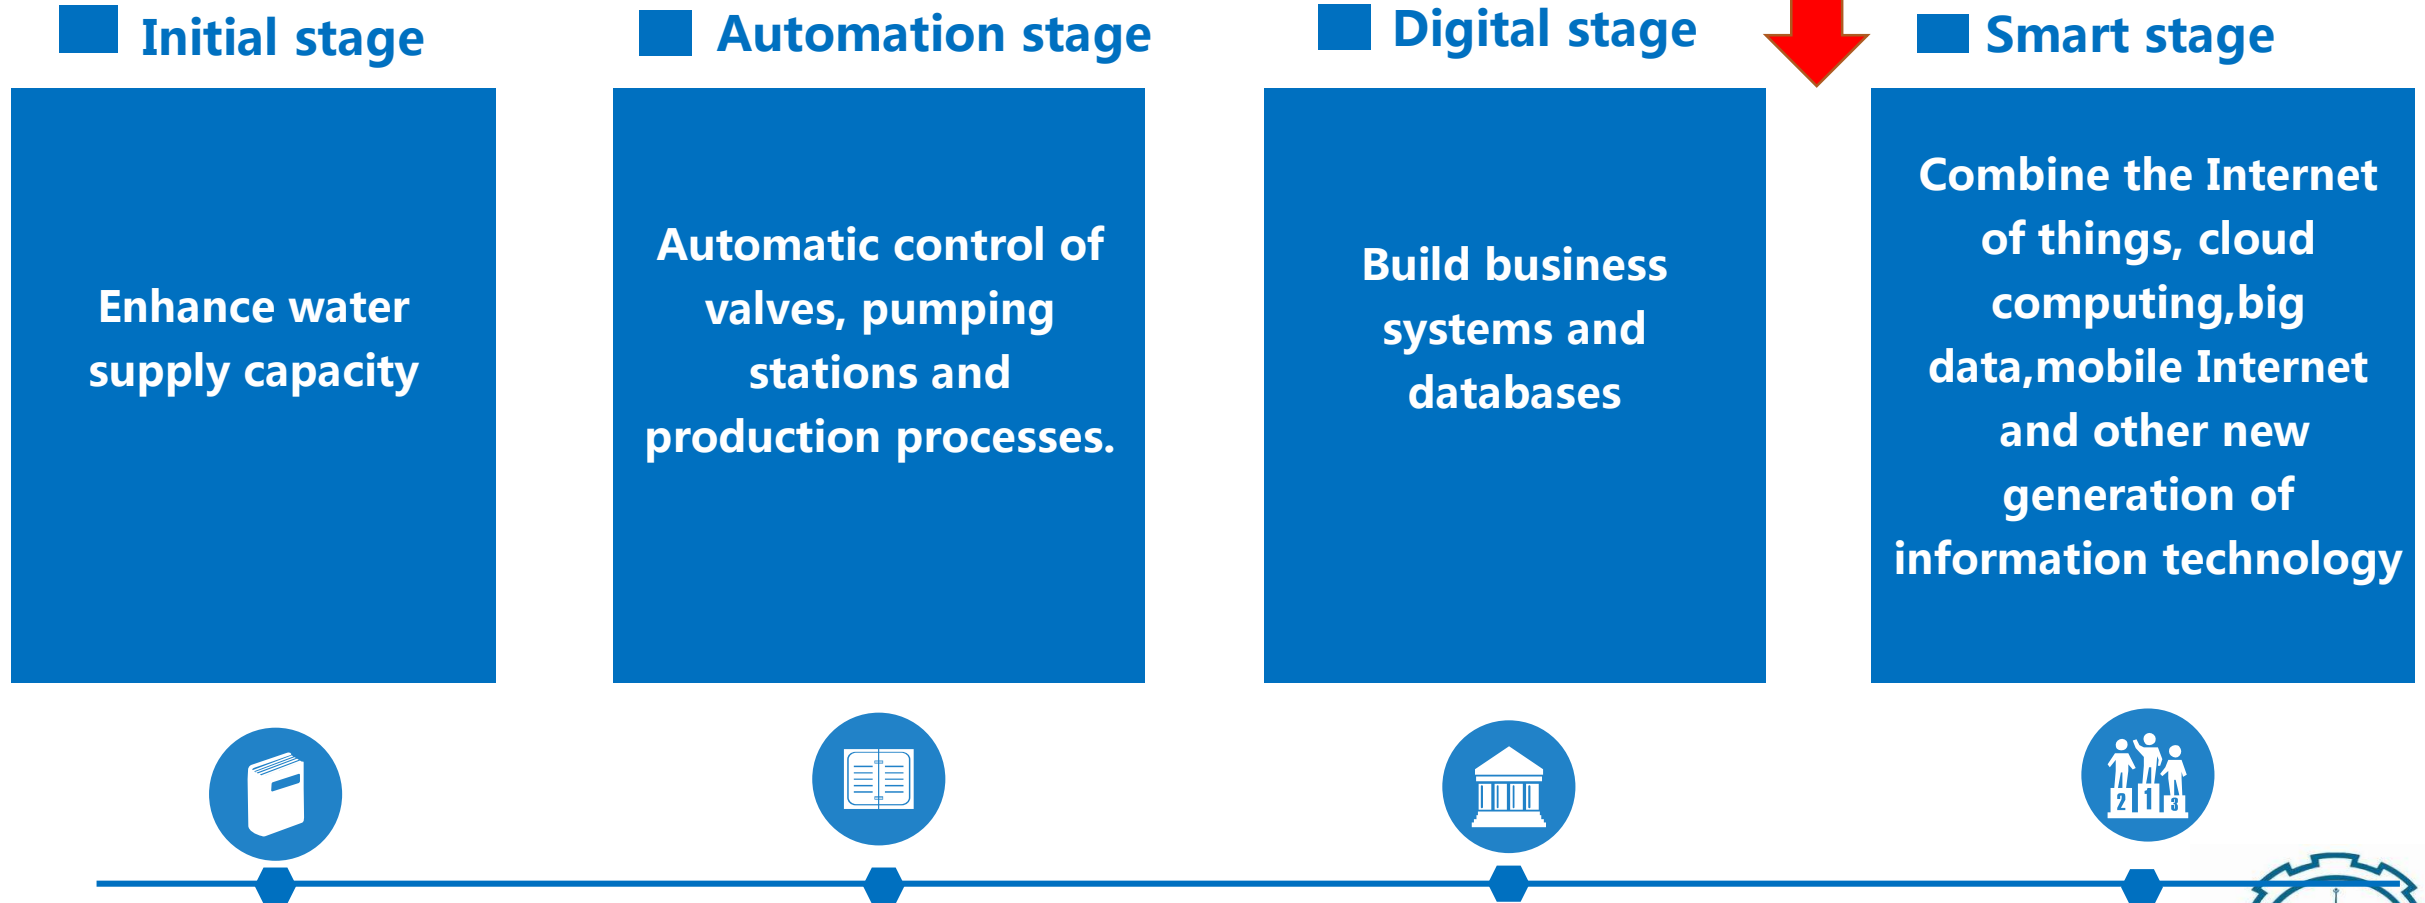 Initial stage
Automation stage
Digital stage
Smart stage
Enhance water
supply capacity
Automatic control of
valves, pumping
stations and
production processes.
Build business
systems and
databases
Combine the Internet
of things, cloud
computing,big
data,mobile Internet
and other new
generation of
information technology
2 1 3